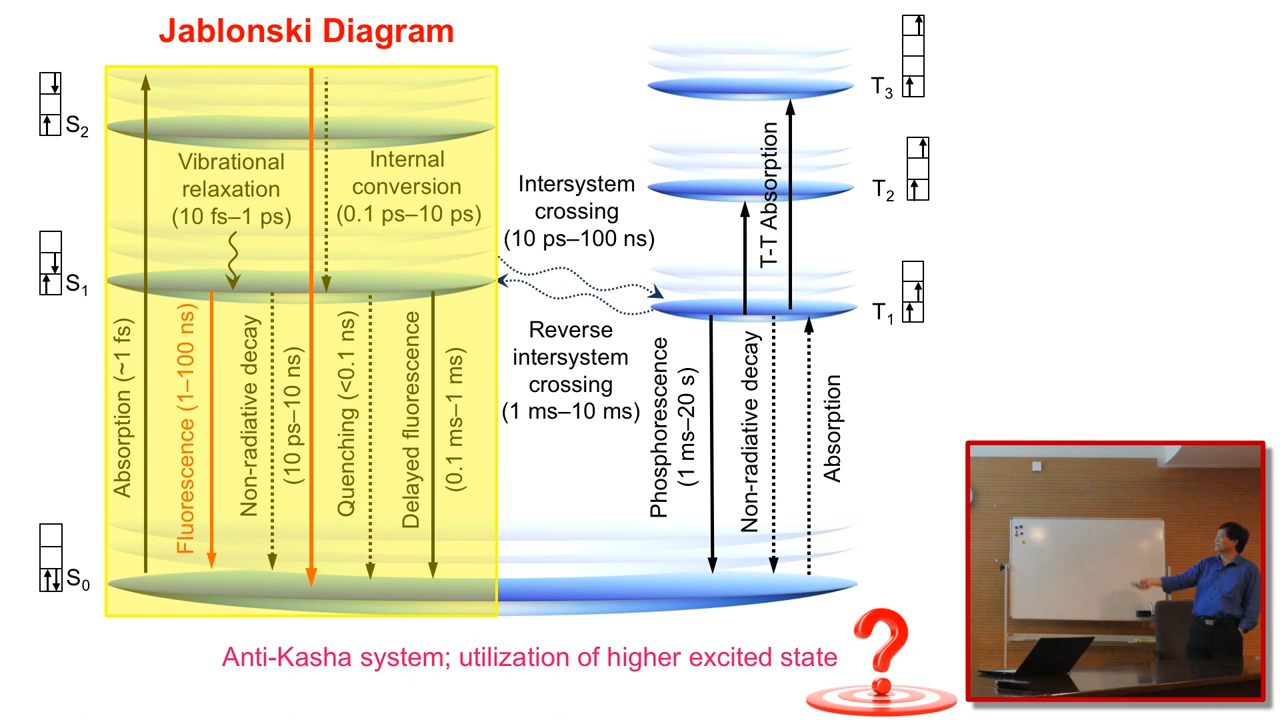 Jablonski Diagram
S2
S1
S0
Vibrational
relaxation
(10 fs–1 ps)
Internal
conversion
(0.1 ps–10 ps)
Absorption (~1 fs)
Fluorescence (1–100 ns)
Non-radiative decay
(10 ps–10 ns)
Quenching (<0.1 ns)
Delayed fluorescence
(0.1 ms–1 ms)
Intersystem
crossing
(10 ps–100 ns)
Reverse
intersystem
crossing
(1 ms–10 ms)
T3
T2
T1
T-T Absorption
Phosphorescence
(1 ms–20 s)
Non-radiative decay
Absorption
Anti-Kasha system; utilization of higher excited state
?